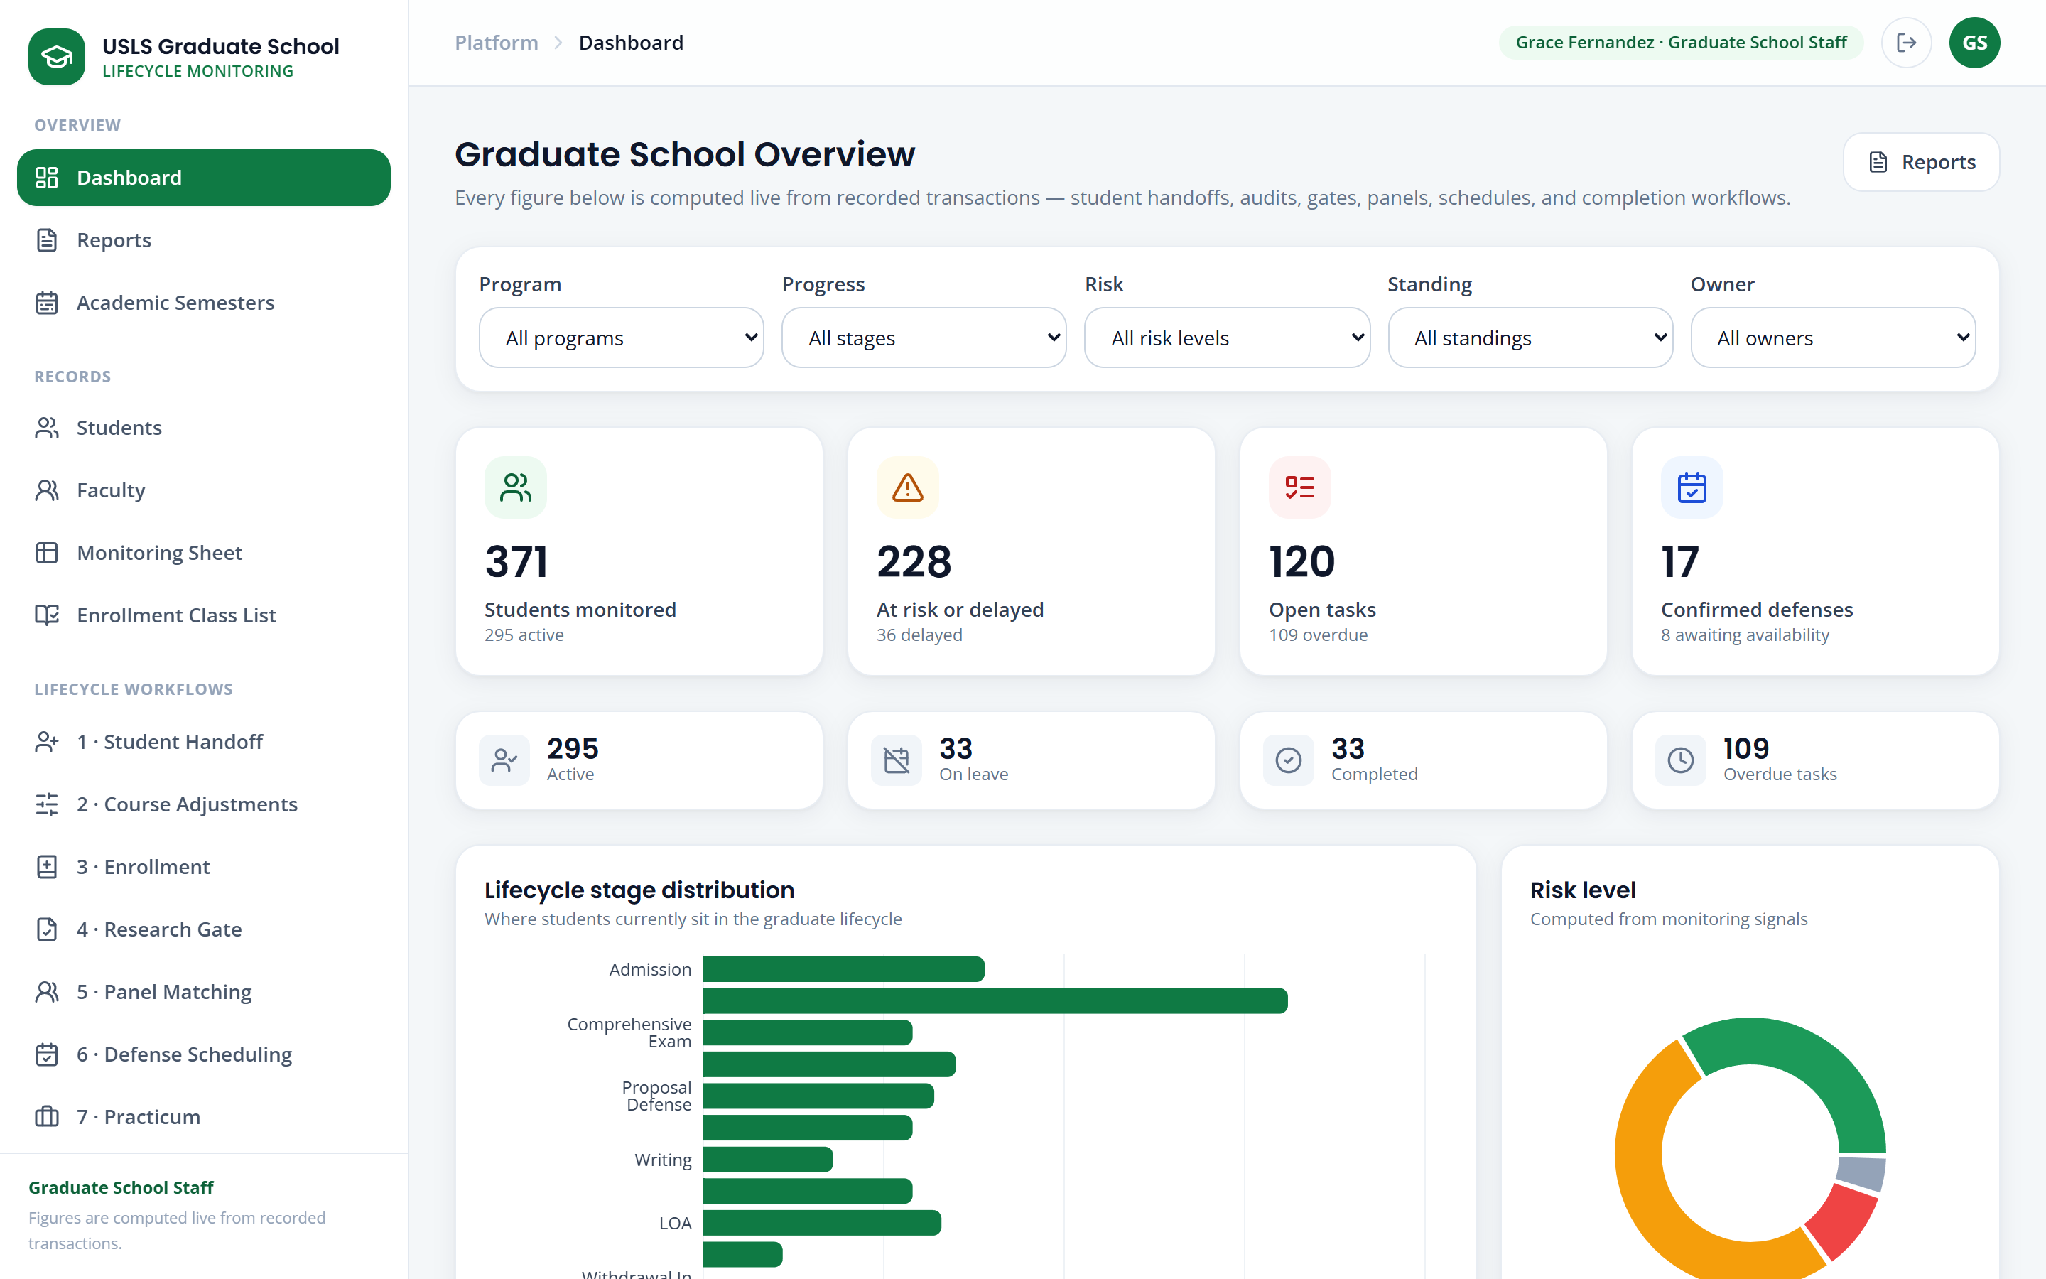 USLS Graduate School
LIFECYCLE MONITORING
OVERVIEW
Dashboard
Reports
Academic Semesters
RECORDS
Students
Faculty
Monitoring Sheet
Enrollment Class List
LIFECYCLE WORKFLOWS
1 · Student Handoff
2 · Course Adjustments
3 · Enrollment
4 · Research Gate
5 · Panel Matching
6 · Defense Scheduling
7 · Practicum
Graduate School Staff
Figures are computed live from recorded
transactions.
Platform
Dashboard
Grace Fernandez · Graduate School Staff
GS
Graduate School Overview
Every figure below is computed live from recorded transactions — student handoffs, audits, gates, panels, schedules, and completion workflows.
Reports
Program
Progress
Risk
Standing
Owner
All programs
All stages
All risk levels
All standings
All owners
371
Students monitored
295 active
228
At risk or delayed
36 delayed
120
Open tasks
109 overdue
17
Confirmed defenses
8 awaiting availability
295
Active
33
On leave
33
Completed
109
Overdue tasks
Lifecycle stage distribution
Where students currently sit in the graduate lifecycle
Admission
Comprehensive
Exam
Proposal
Defense
Writing
LOA
Withdrawal In
Risk level
Computed from monitoring signals